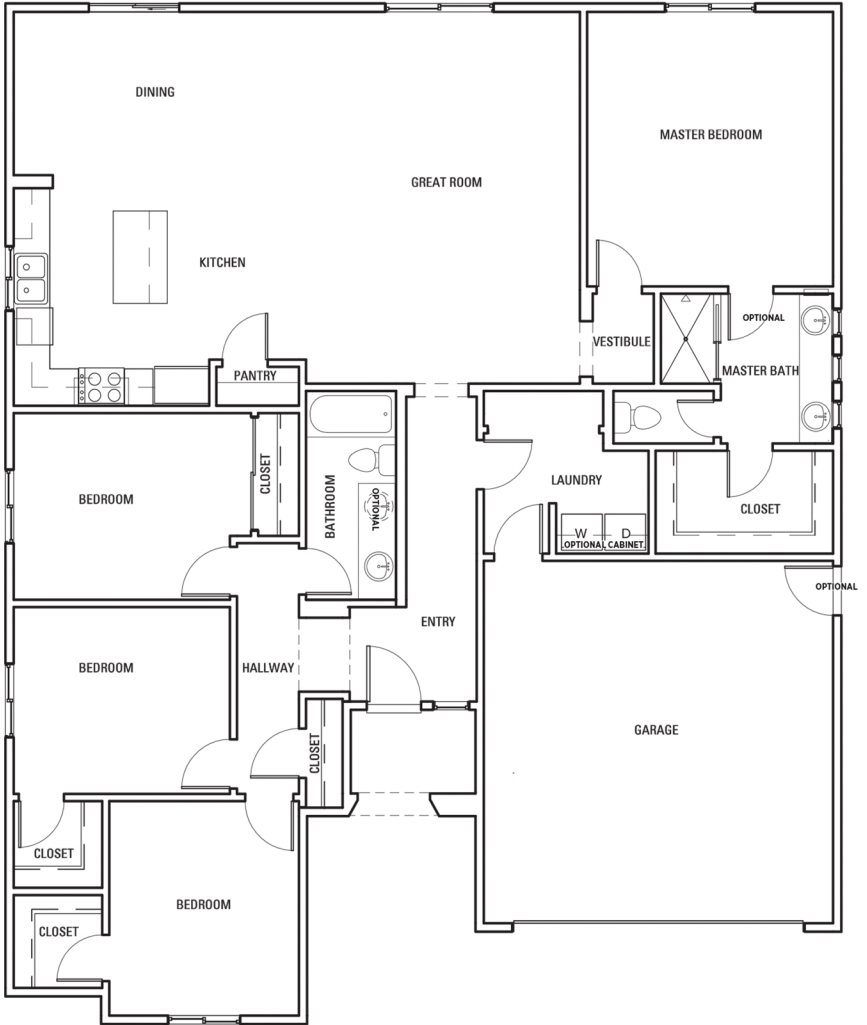 DINING
MASTER BEDROOM
GREAT ROOM
KITCHEN
OPTIONAL
VESTIBULE
MASTER BATH
PANTRY
CLOSET
BEDROOM
BATHROOM
OPTIONAL
LAUNDRY
CLOSET
W D
OPTIONAL CABINET
OPTIONAL
ENTRY
BEDROOM
HALLWAY
GARAGE
CLOSET
CLOSET
BEDROOM
CLOSET